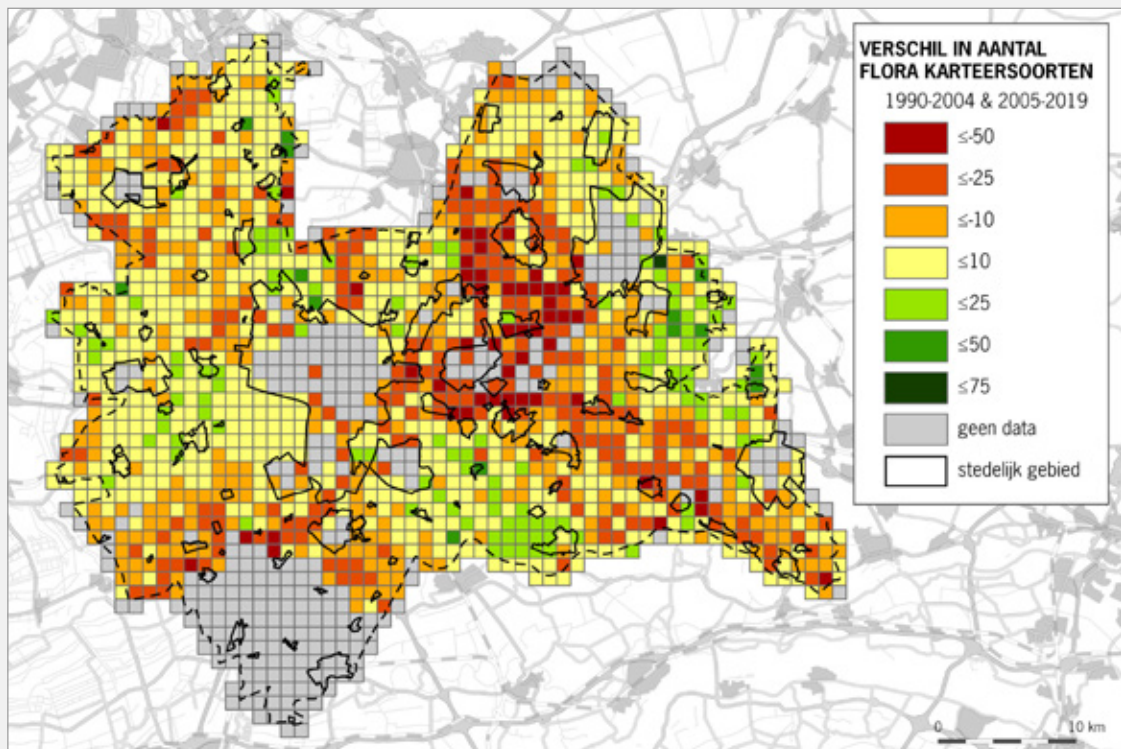 VERSCHIL IN AANTAL
FLORA KARTEERSOORTEN
1990-2004 & 2005-2019
≤-50
≤-25
≤-10
≤10
≤25
≤50
≤75
geen data
stedelijk gebied
0 10 km